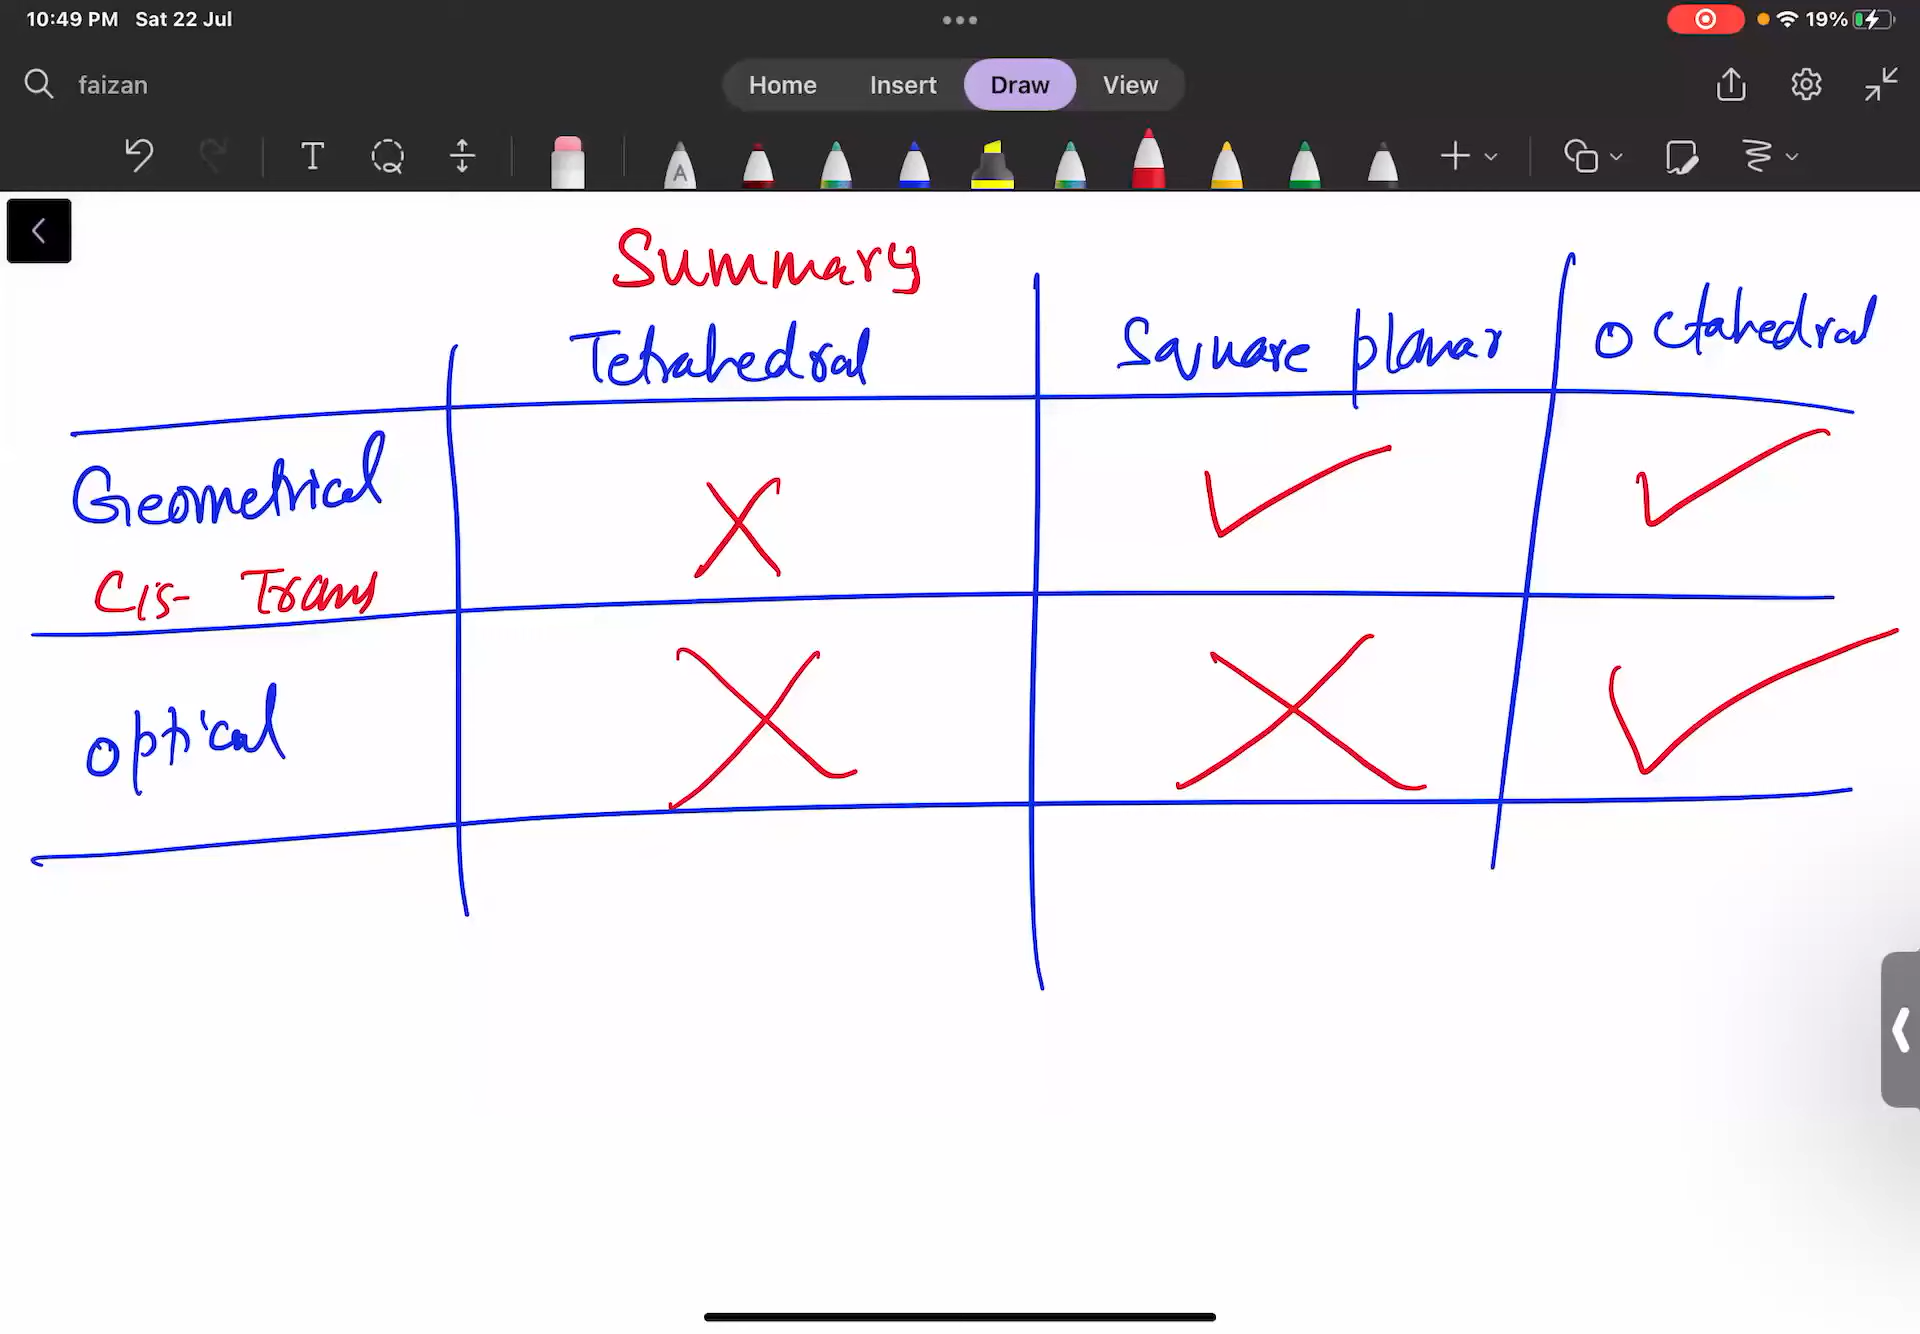 10:49 PM Sat 22 Jul
19%
faizan
Home Insert Draw View
T
A
Summary
Tetrahedral Square planar Octahedral
Geometrical
Cis- Trans
optical